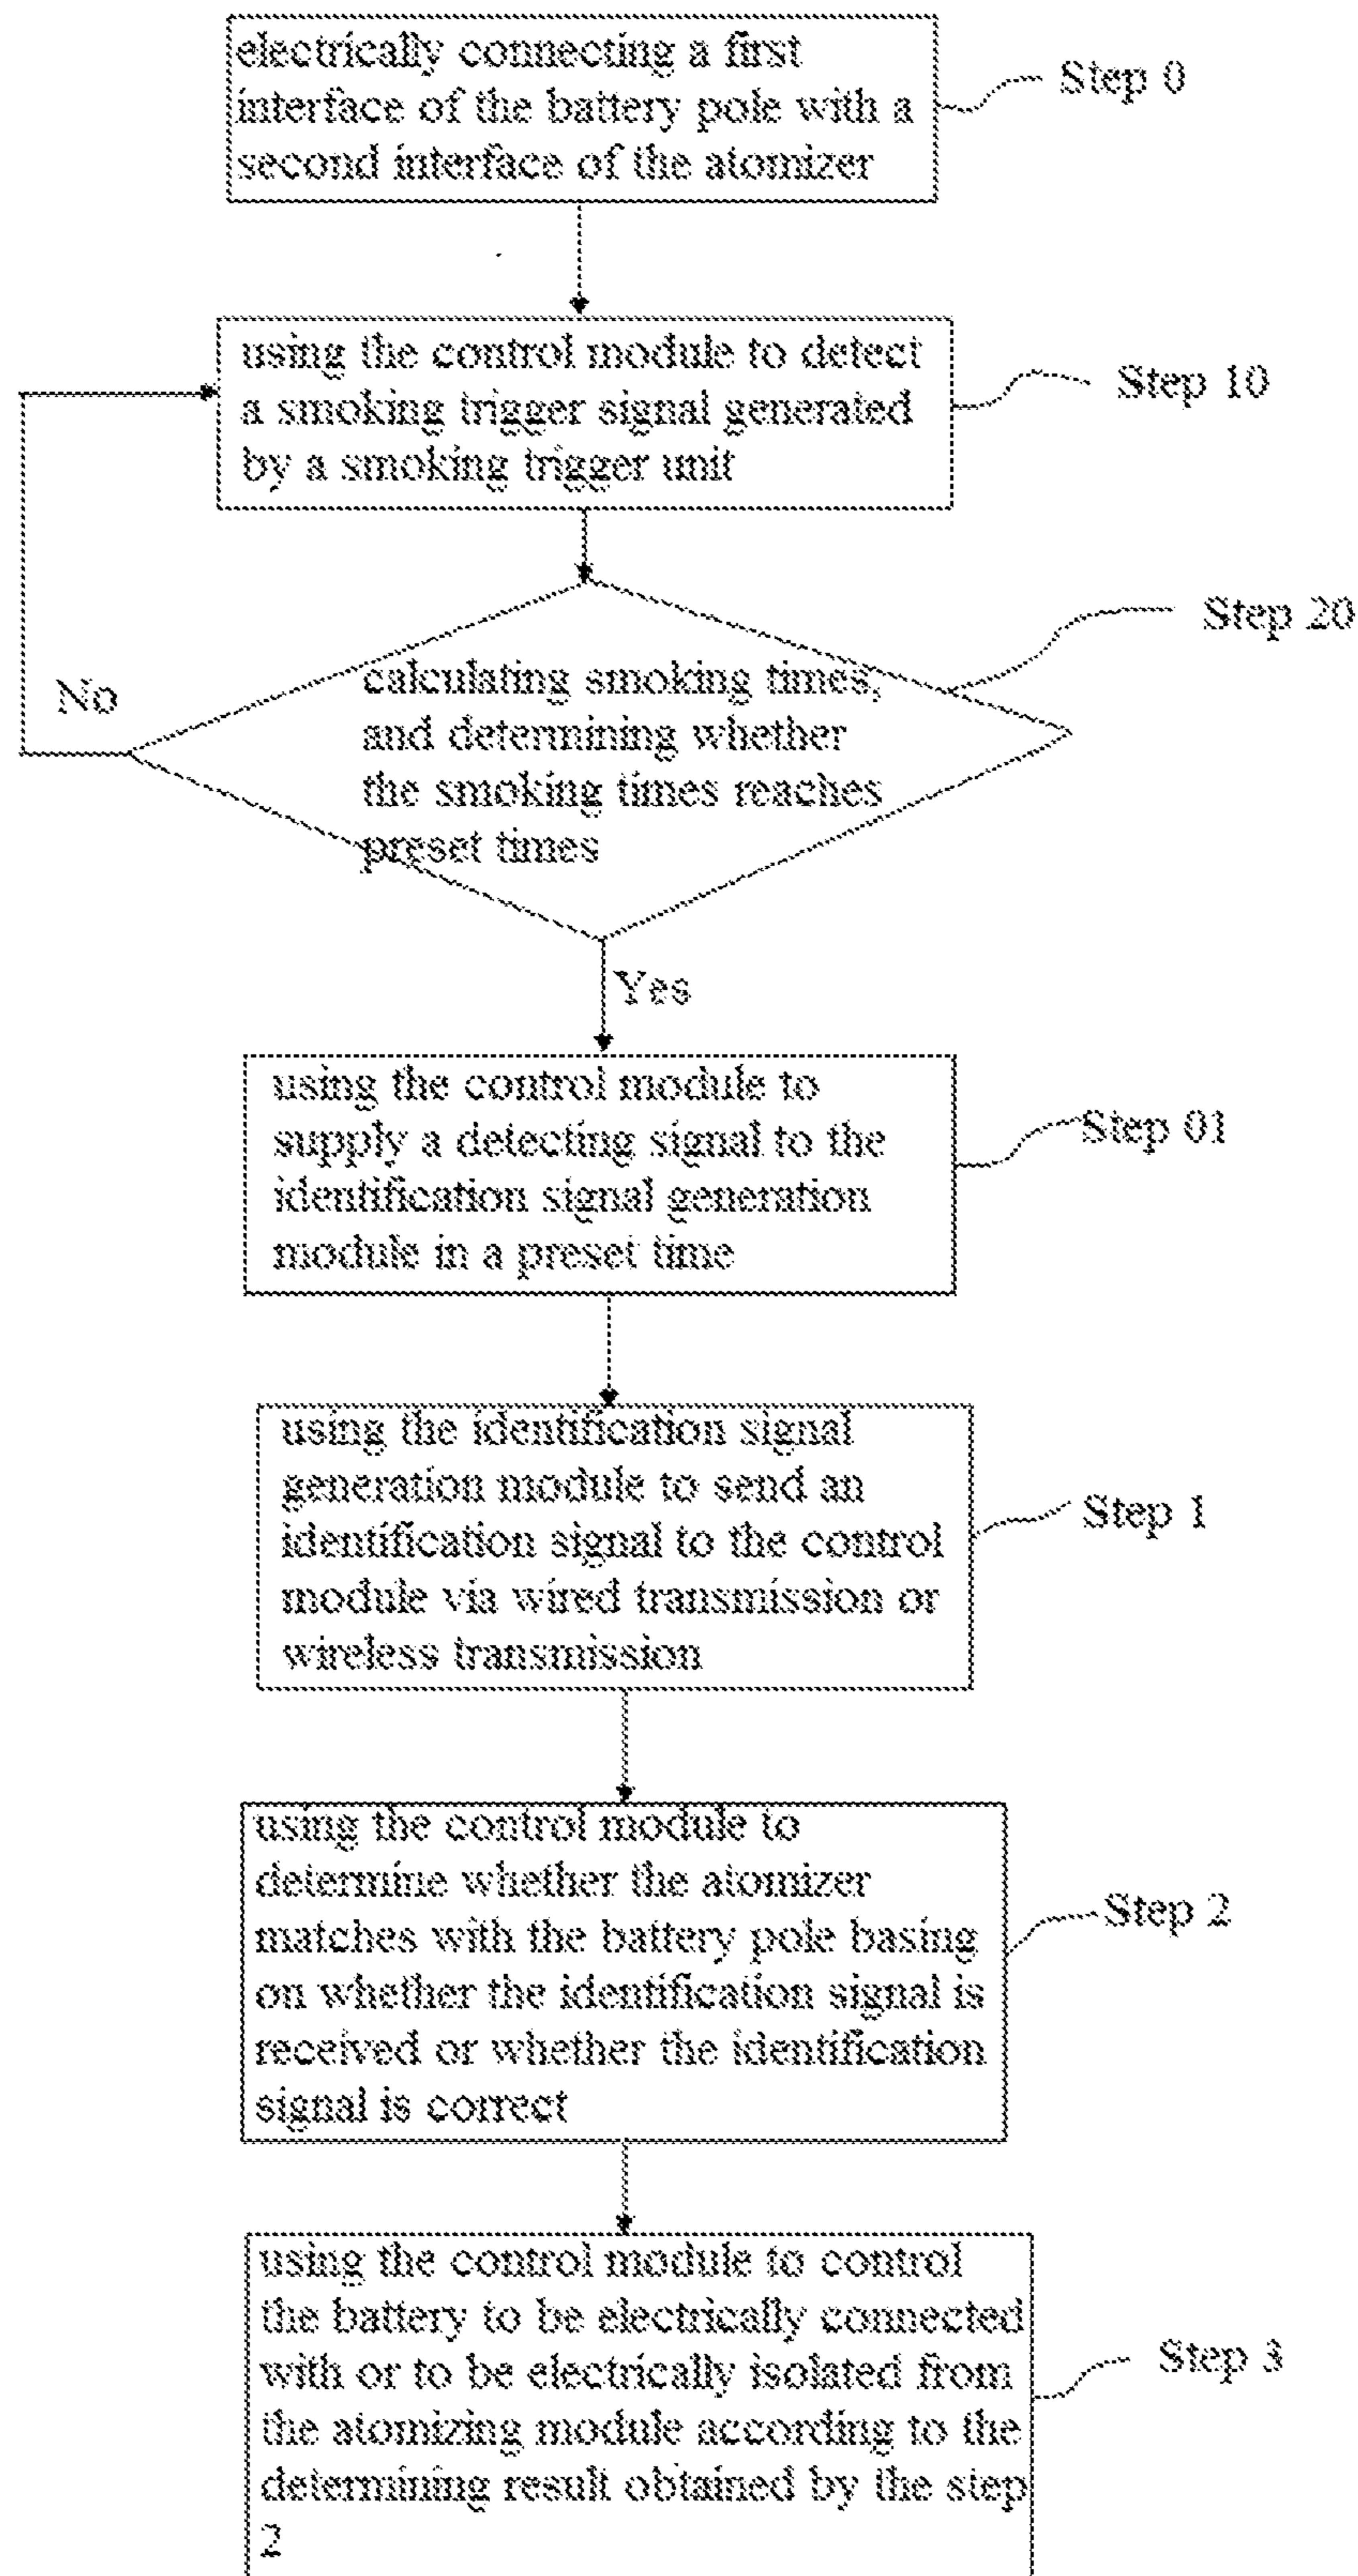 electrically connecting a first
interface of the battery pole with a
second interface of the atomizer
Step 0
using the control module to detect
a smoking trigger signal generated
by a smoking trigger unit
Step 10
calculating smoking times,
and determining whether
the smoking times reaches
preset times
Step 20
No
Yes
using the control module to
supply a detecting signal to the
identification signal generation
module in a preset time
Step 01
using the identification signal
generation module to send an
identification signal to the control
module via wired transmission or
wireless transmission
Step 1
using the control module to
determine whether the atomizer
matches with the battery pole basing
on whether the identification signal is
received or whether the identification
signal is correct
Step 2
using the control module to control
the battery to be electrically connected
with or to be electrically isolated from
the atomizing module according to the
determining result obtained by the step
2
Step 3